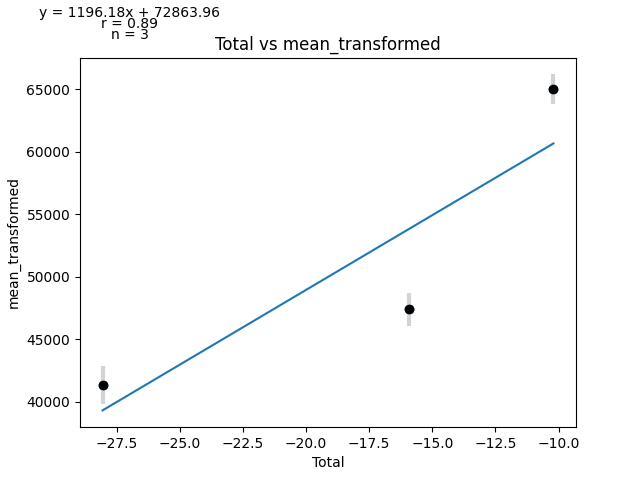 y = 1196.18x + 72863.96
r = 0.89
n = 3
Total vs mean_transformed
65000
60000
55000
50000
45000
40000
mean_transformed
−27.5 −25.0 −22.5 −20.0 −17.5 −15.0 −12.5 −10.0
Total